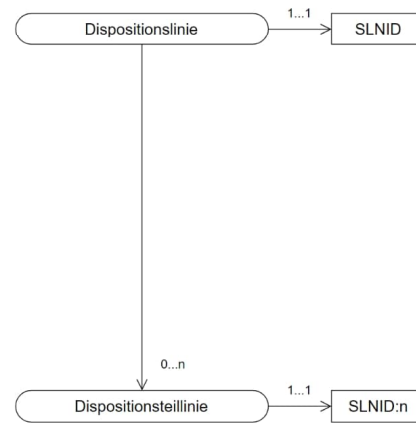 1...1
Dispositionslinie
SLNID
0...n
1...1
Dispositionsteillinie
SLNID:n